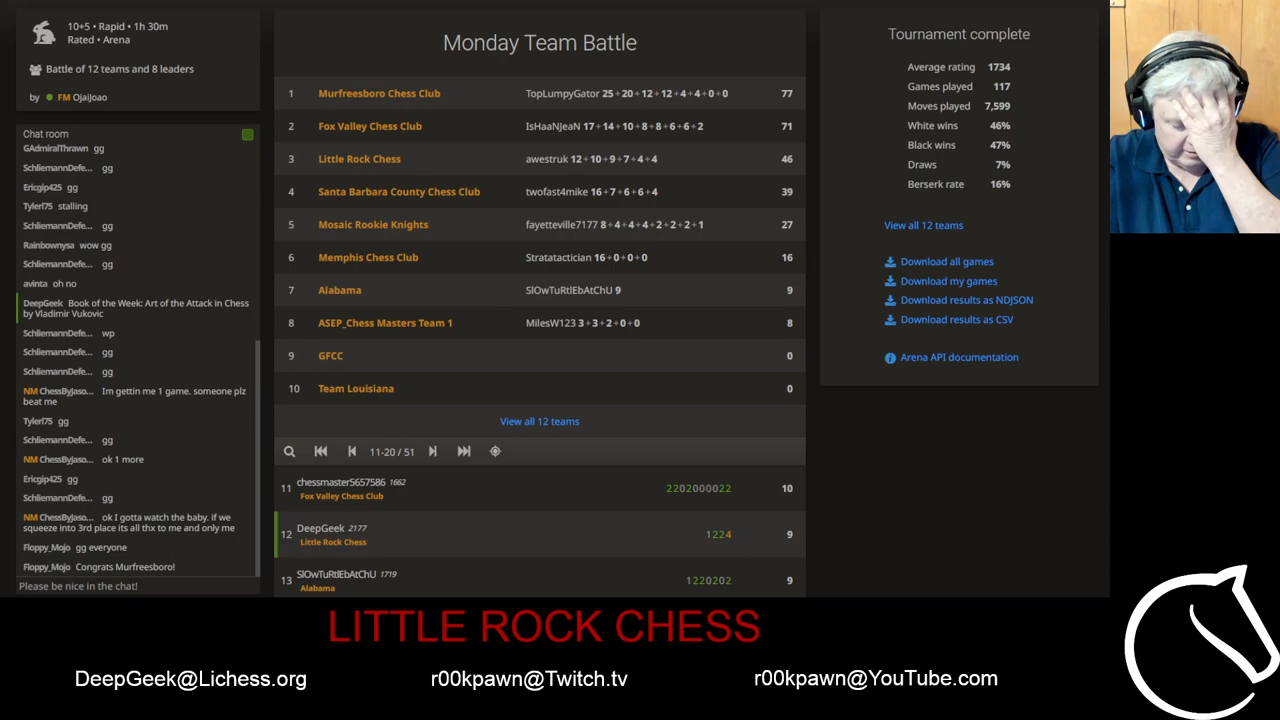 10+5 • Rapid • 1h 30m
Rated • Arena
Battle of 12 teams and 8 leaders
by FM OjaiJoao
Chat room
GAdmiralThrawn gg
SchliemannDefe... gg
Ericgip425 gg
Tylerl75 stalling
SchliemannDefe... gg
Rainbownysa wow gg
SchliemannDefe... gg
avinta oh no
DeepGeek Book of the Week: Art of the Attack in Chess
by Vladimir Vukovic
SchliemannDefe... wp
SchliemannDefe... gg
SchliemannDefe... gg
NM ChessByJaso... Im gettin me 1 game. someone plz
beat me
Tylerl75 gg
SchliemannDefe... gg
NM ChessByJaso... ok 1 more
Ericgip425 gg
SchliemannDefe... gg
NM ChessByJaso... ok I gotta watch the baby. if we
squeeze into 3rd place its all thx to me and only me
Floppy_Mojo gg everyone
Floppy_Mojo Congrats Murfreesboro!
Please be nice in the chat!
Monday Team Battle
1 Murfreesboro Chess Club TopLumpyGator 25+20+12+12+4+4+0+0 77
2 Fox Valley Chess Club IsHaaNJeaN 17+14+10+8+8+6+6+2 71
3 Little Rock Chess awestruk 12+10+9+7+4+4 46
4 Santa Barbara County Chess Club twofast4mike 16+7+6+6+4 39
5 Mosaic Rookie Knights fayetteville7177 8+4+4+4+2+2+2+1 27
6 Memphis Chess Club Stratatactician 16+0+0+0 16
7 Alabama SlOwTuRtlEbAtChU 9 9
8 ASEP_Chess Masters Team 1 MilesW123 3+3+2+0+0 8
9 GFCC 0
10 Team Louisiana 0
View all 12 teams
11-20 / 51
11 chessmaster5657586 1662 2202000022 10
Fox Valley Chess Club
12 DeepGeek 2177 1224 9
Little Rock Chess
13 SlOwTuRtlEbAtChU 1719 1220202 9
Alabama
Tournament complete
Average rating 1734
Games played 117
Moves played 7,599
White wins 46%
Black wins 47%
Draws 7%
Berserk rate 16%
View all 12 teams
Download all games
Download my games
Download results as NDJSON
Download results as CSV
Arena API documentation
LITTLE ROCK CHESS
DeepGeek@Lichess.org r00kpawn@Twitch.tv r00kpawn@YouTube.com